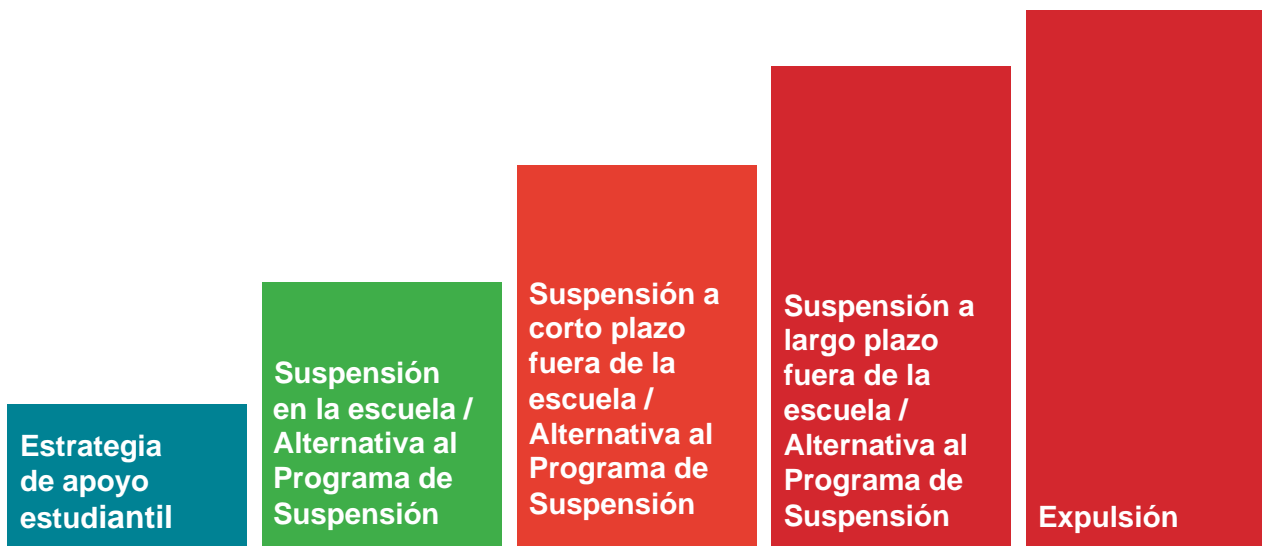 Estrategia
de apoyo
estudiantil
Suspensión
en la escuela /
Alternativa al
Programa de
Suspensión
Suspensión a
corto plazo
fuera de la
escuela /
Alternativa al
Programa de
Suspensión
Suspensión a
largo plazo
fuera de la
escuela /
Alternativa al
Programa de
Suspensión
Expulsión